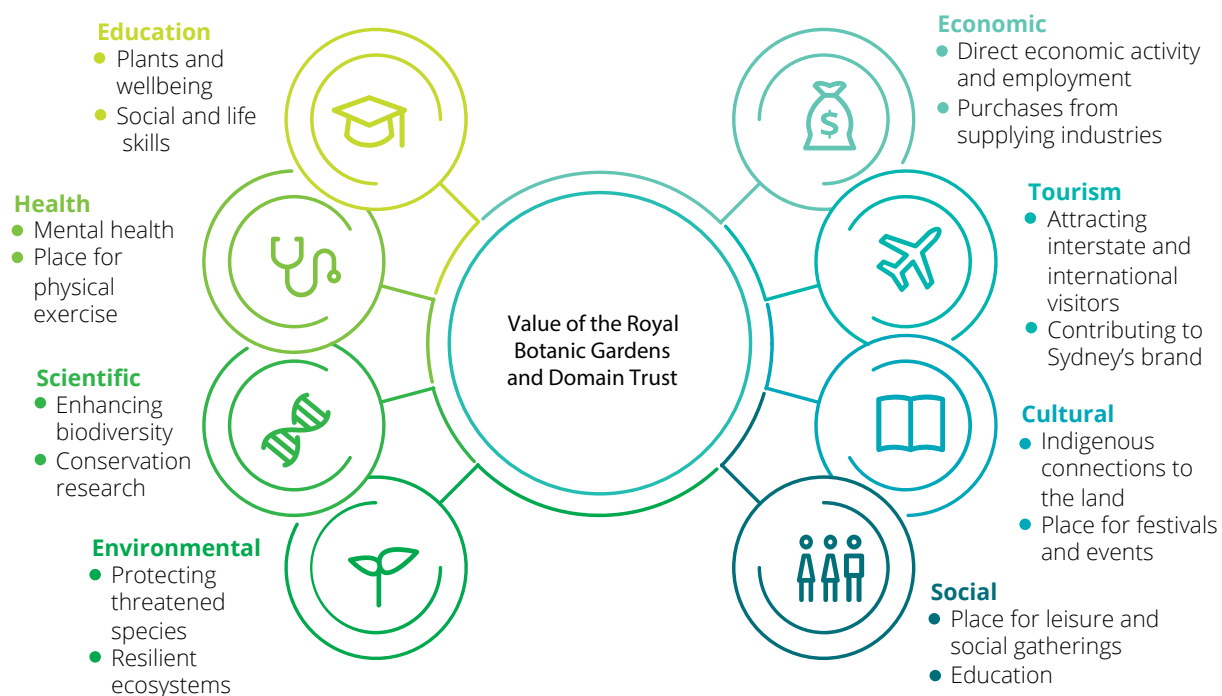 Education
Plants and
wellbeing
Social and life
skills
Health
Mental health
Place for
physical
exercise
Scientific
Enhancing
biodiversity
Conservation
research
Environmental
Protecting
threatened
species
Resilient
ecosystems
Value of the Royal
Botanic Gardens
and Domain Trust
Economic
Direct economic activity
and employment
Purchases from
supplying industries
$
Tourism
Attracting
interstate and
international
visitors
Contributing to
Sydney’s brand
Cultural
Indigenous
connections to
the land
Place for festivals
and events
Social
Place for leisure and
social gatherings
Education